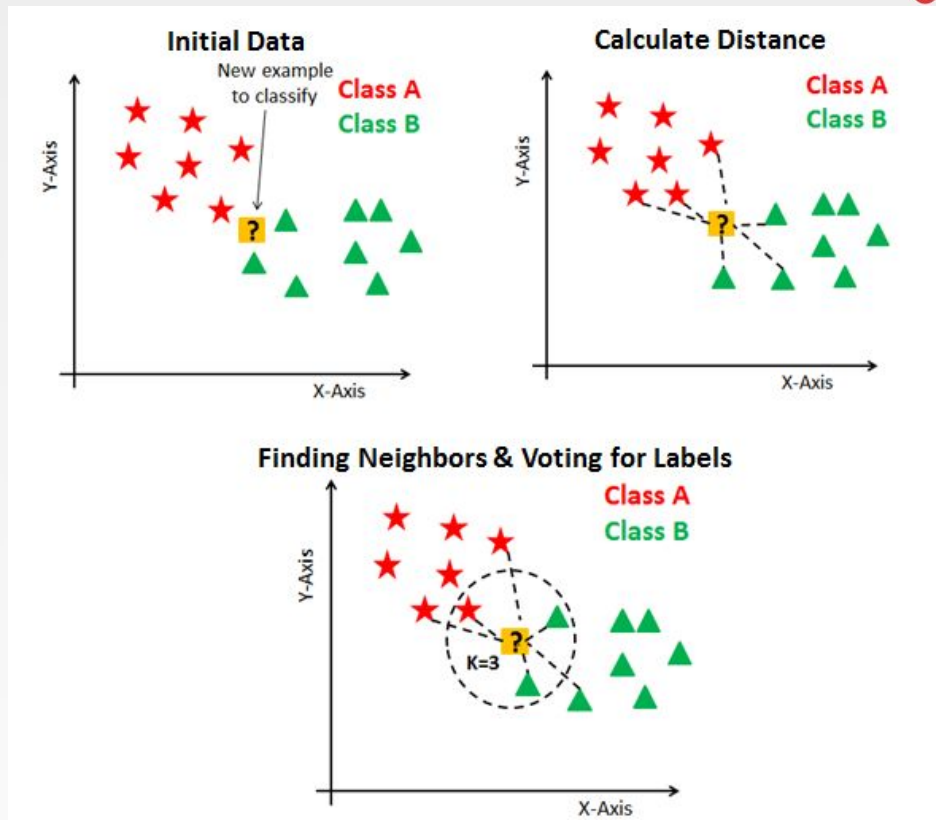 Initial Data
New example
to classify
Class A
Class B
Y-Axis
?
X-Axis
Calculate Distance
Class A
Class B
Y-Axis
?
X-Axis
Finding Neighbors & Voting for Labels
Class A
Class B
Y-Axis
?
K=3
X-Axis